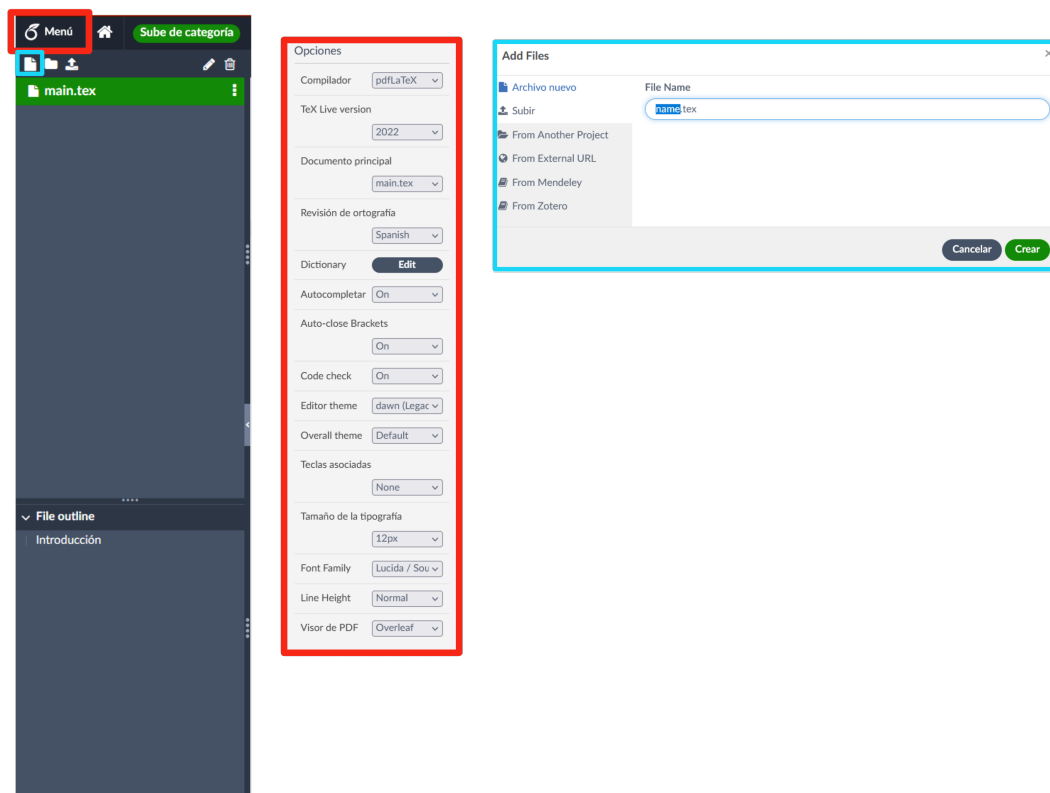 Menú
Sube de categoría
main.tex
File outline
Introducción
Opciones
Compilador pdfLaTeX
TeX Live version
2022
Documento principal
main.tex
Revisión de ortografía
Spanish
Dictionary Edit
Autocompletar On
Auto-close Brackets
On
Code check On
Editor theme dawn (Legac
Overall theme Default
Teclas asociadas
None
Tamaño de la tipografía
12px
Font Family Lucida / Sou
Line Height Normal
Visor de PDF Overleaf
Add Files
Archivo nuevo
Subir
From Another Project
From External URL
From Mendeley
From Zotero
File Name
name.tex
Cancelar Crear